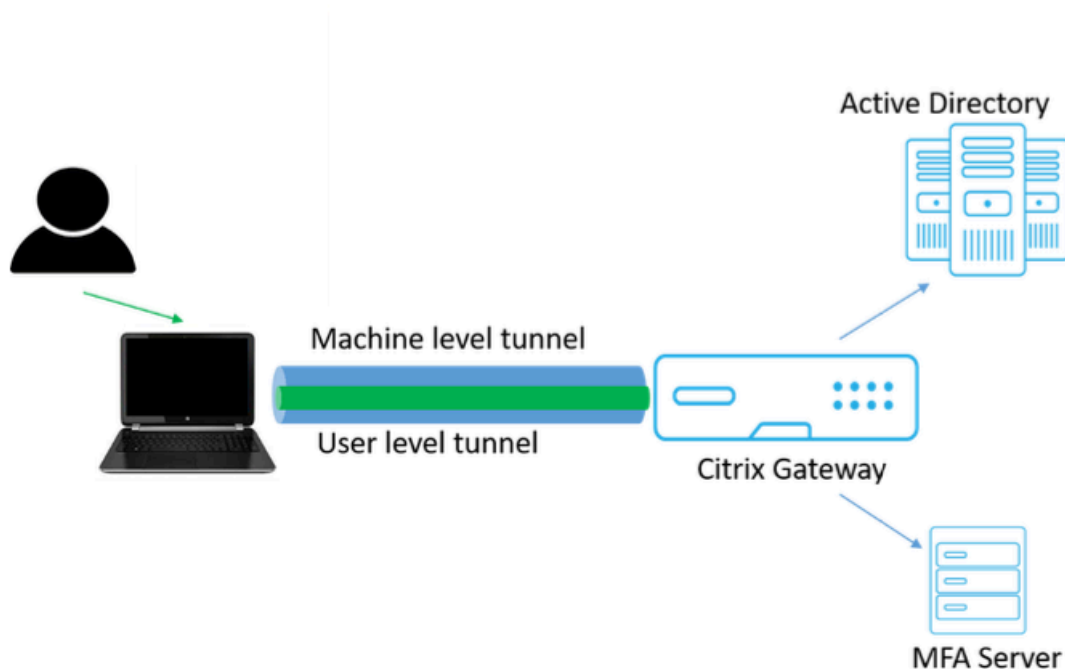 Active Directory
Machine level tunnel
User level tunnel
Citrix Gateway
MFA Server